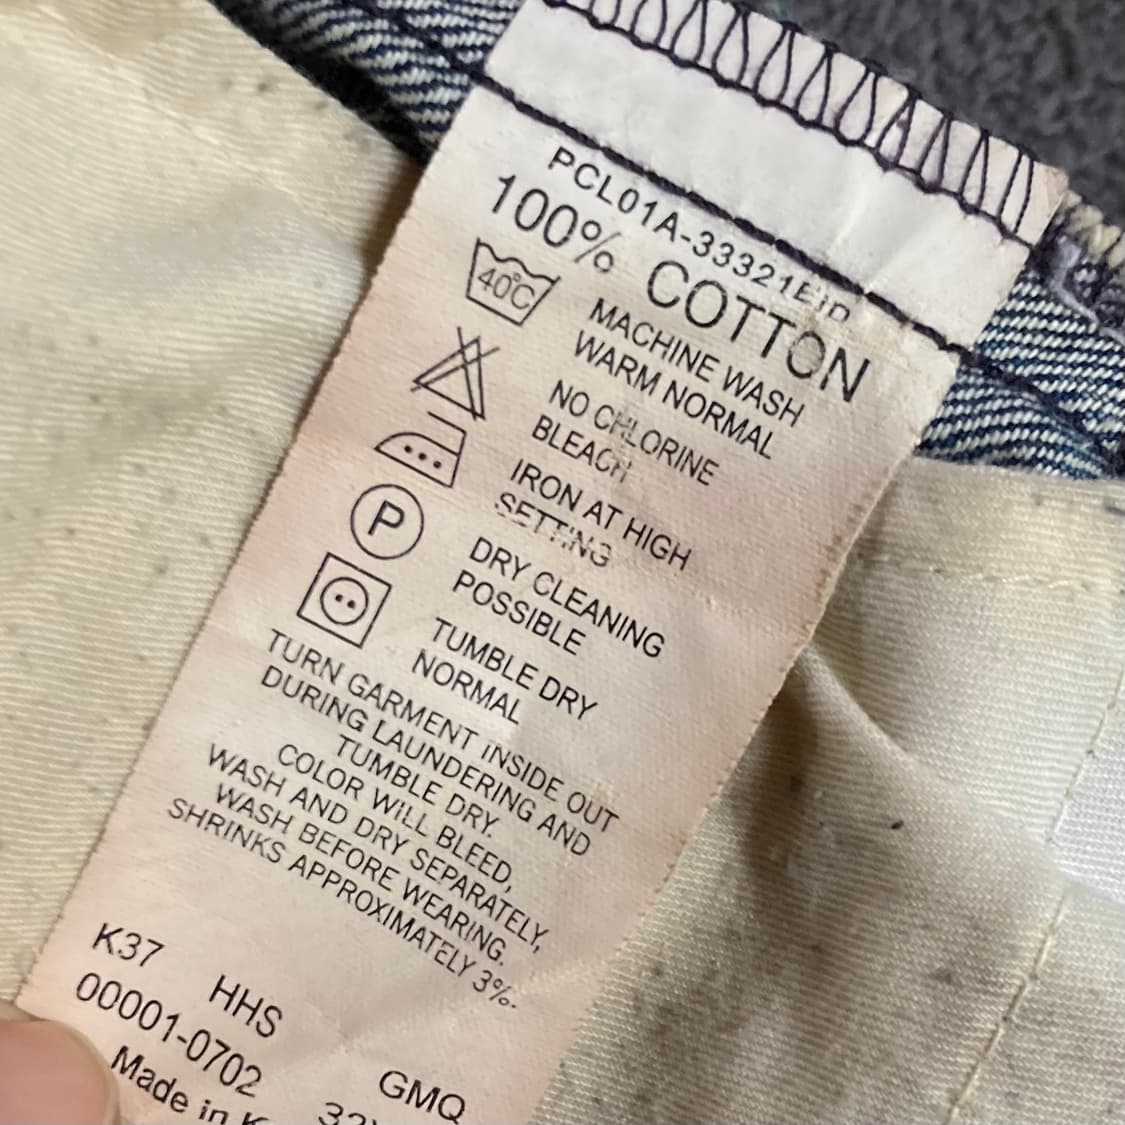 PCL01A-33321
100% COTTON
40°C
MACHINE WASH
WARM NORMAL
NO CHLORINE
BLEACH
IRON AT HIGH
SETTING
P
DRY CLEANING
POSSIBLE
TUMBLE DRY
NORMAL
TURN GARMENT INSIDE OUT
DURING LAUNDERING AND
TUMBLE DRY.
COLOR WILL BLEED,
WASH AND DRY SEPARATELY,
WASH BEFORE WEARING.
SHRINKS APPROXIMATELY 3%.
K37 HHS
00001-0702 GMQ
Made in